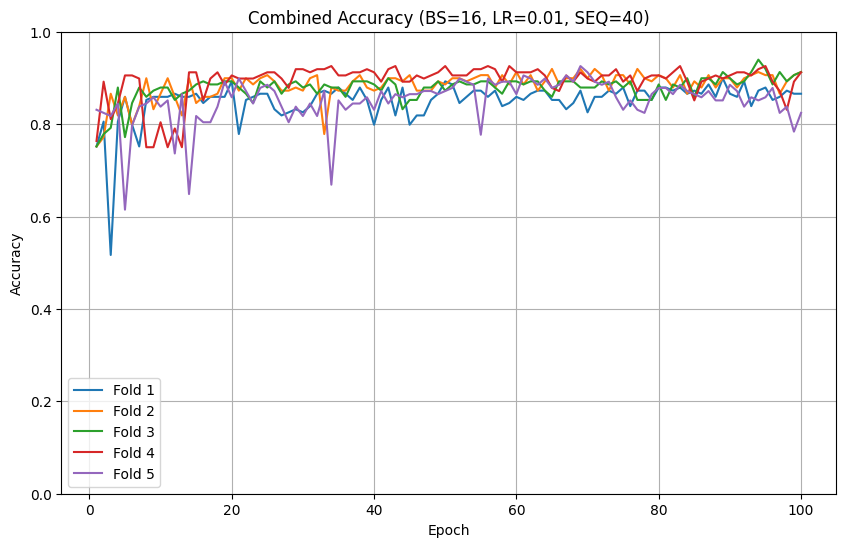 Combined Accuracy (BS=16, LR=0.01, SEQ=40)
1.0
0.8
0.6
0.4
0.2
0.0
Accuracy
Fold 1
Fold 2
Fold 3
Fold 4
Fold 5
0 20 40 60 80 100
Epoch